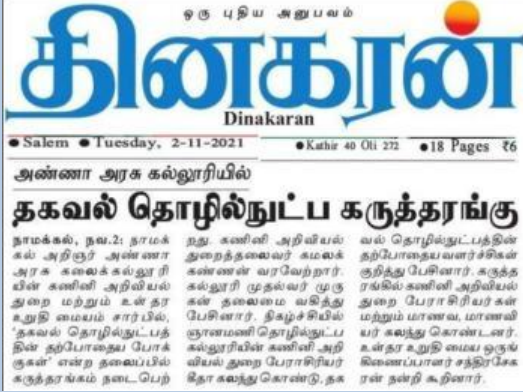 ஒரு புதிய அனுபவம்
தினகரன்
Dinakaran
● Salem ● Tuesday, 2-11-2021 ● Kathir 40 Oli 272 ● 18 Pages ₹6
அண்ணா அரசு கல்லூரியில்
தகவல் தொழில்நுட்ப கருத்தரங்கு
நாமக்கல், நவ.2: நாமக்
கல் அறிஞர் அண்ணா
அரசு கலைக்கல்லூரி
யின் கணினி அறிவியல்
துறை மற்றும் உள்தர
உறுதி மையம் சார்பில்,
'தகவல் தொழில்நுட்பத்
தின் தற்போதைய போக்
குகள்' என்ற தலைப்பில்
கருத்தரங்கம் நடைபெற்
றது. கணினி அறிவியல்
துறைத்தலைவர் கமலக்
கண்ணன் வரவேற்றார்.
கல்லூரி முதல்வர் முரு
கன் தலைமை வகித்து
பேசினார். நிகழ்ச்சியில்
ஞானமணி தொழில்நுட்ப
கல்லூரியின் கணினி அறி
வியல் துறை பேராசிரியர்
கீதா கலந்து கொண்டு, தக
வல் தொழில்நுட்பத்தின்
தற்போதைய வளர்ச்சிகள்
குறித்து பேசினார். கருத்த
ரங்கில் கணினி அறிவியல்
துறை பேராசிரியர்கள்
மற்றும் மாணவ, மாணவி
யர் கலந்து கொண்டனர்.
உள்தர உறுதி மைய ஒருங்
கிணைப்பாளர் சந்திரசேக
ரன் நன்றி கூறினார்.